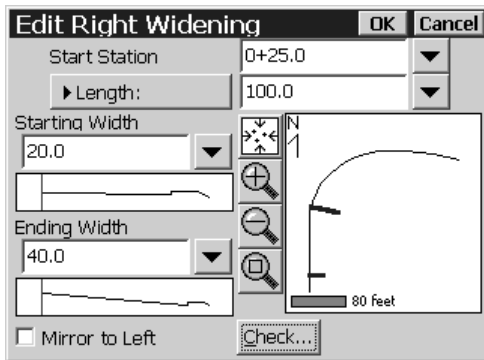 Edit Right Widening OK Cancel
Start Station 0+25.0
Length: 100.0
Starting Width
20.0
N
Ending Width
40.0
80 feet
Mirror to Left Check...